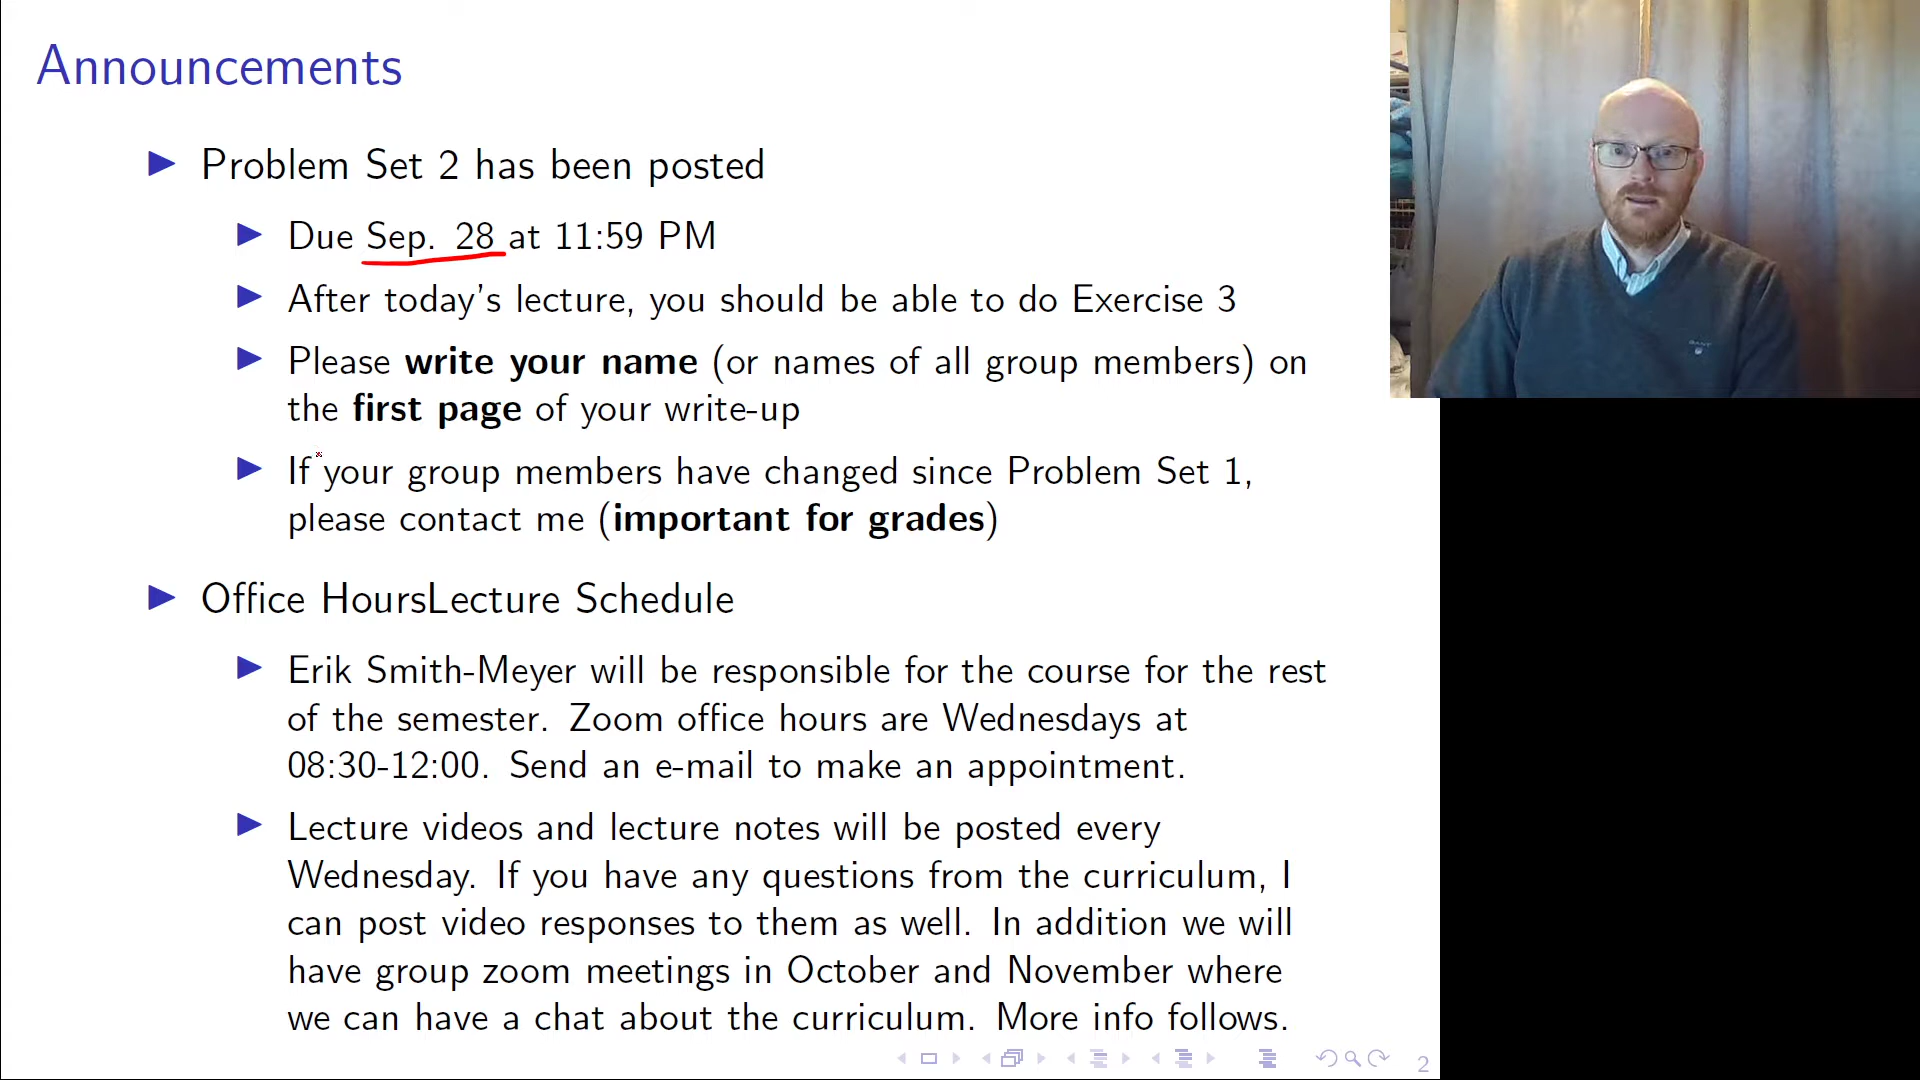 Announcements
Problem Set 2 has been posted
Due Sep. 28 at 11:59 PM
After today's lecture, you should be able to do Exercise 3
Please write your name (or names of all group members) on
the first page of your write-up
If your group members have changed since Problem Set 1,
please contact me (important for grades)
Office HoursLecture Schedule
Erik Smith-Meyer will be responsible for the course for the rest
of the semester. Zoom office hours are Wednesdays at
08:30-12:00. Send an e-mail to make an appointment.
Lecture videos and lecture notes will be posted every
Wednesday. If you have any questions from the curriculum, I
can post video responses to them as well. In addition we will
have group zoom meetings in October and November where
we can have a chat about the curriculum. More info follows.
2
GANT